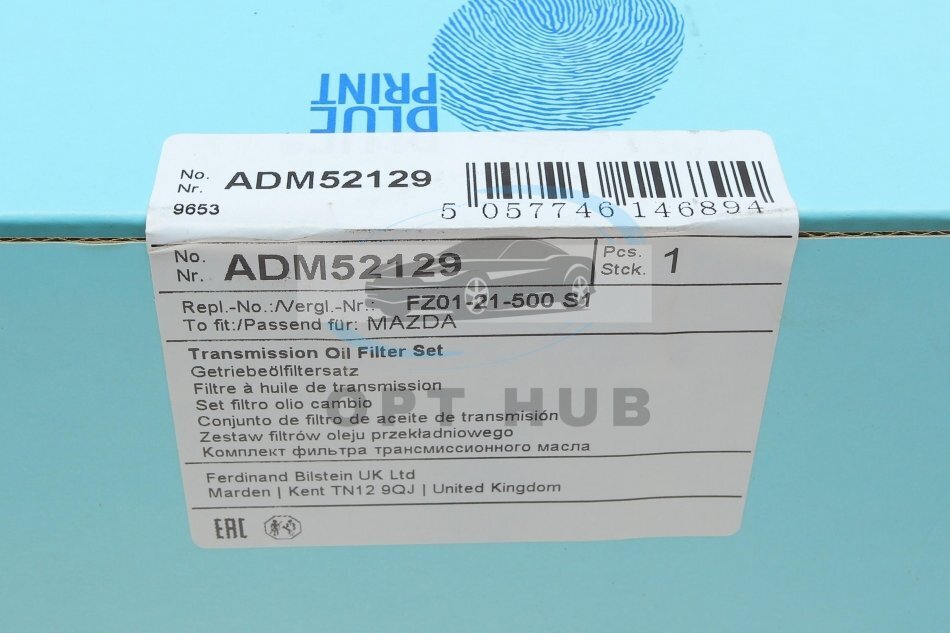 BLUE
PRINT
No.
Nr. ADM52129
9653
5 057746 146894
No.
Nr. ADM52129
Pcs.
Stck. 1
Repl.-No.:/Vergl.-Nr.: FZ01-21-500 S1
To fit:/Passend für: MAZDA
Transmission Oil Filter Set
Getriebeölfiltersatz
Filtre à huile de transmission
Set filtro olio cambio
OPT HUB
Conjunto de filtro de aceite de transmisión
Zestaw filtrów oleju przekładniowego
Комплект фильтра трансмиссионного масла
Ferdinand Bilstein UK Ltd
Marden | Kent TN12 9QJ | United Kingdom
EAC